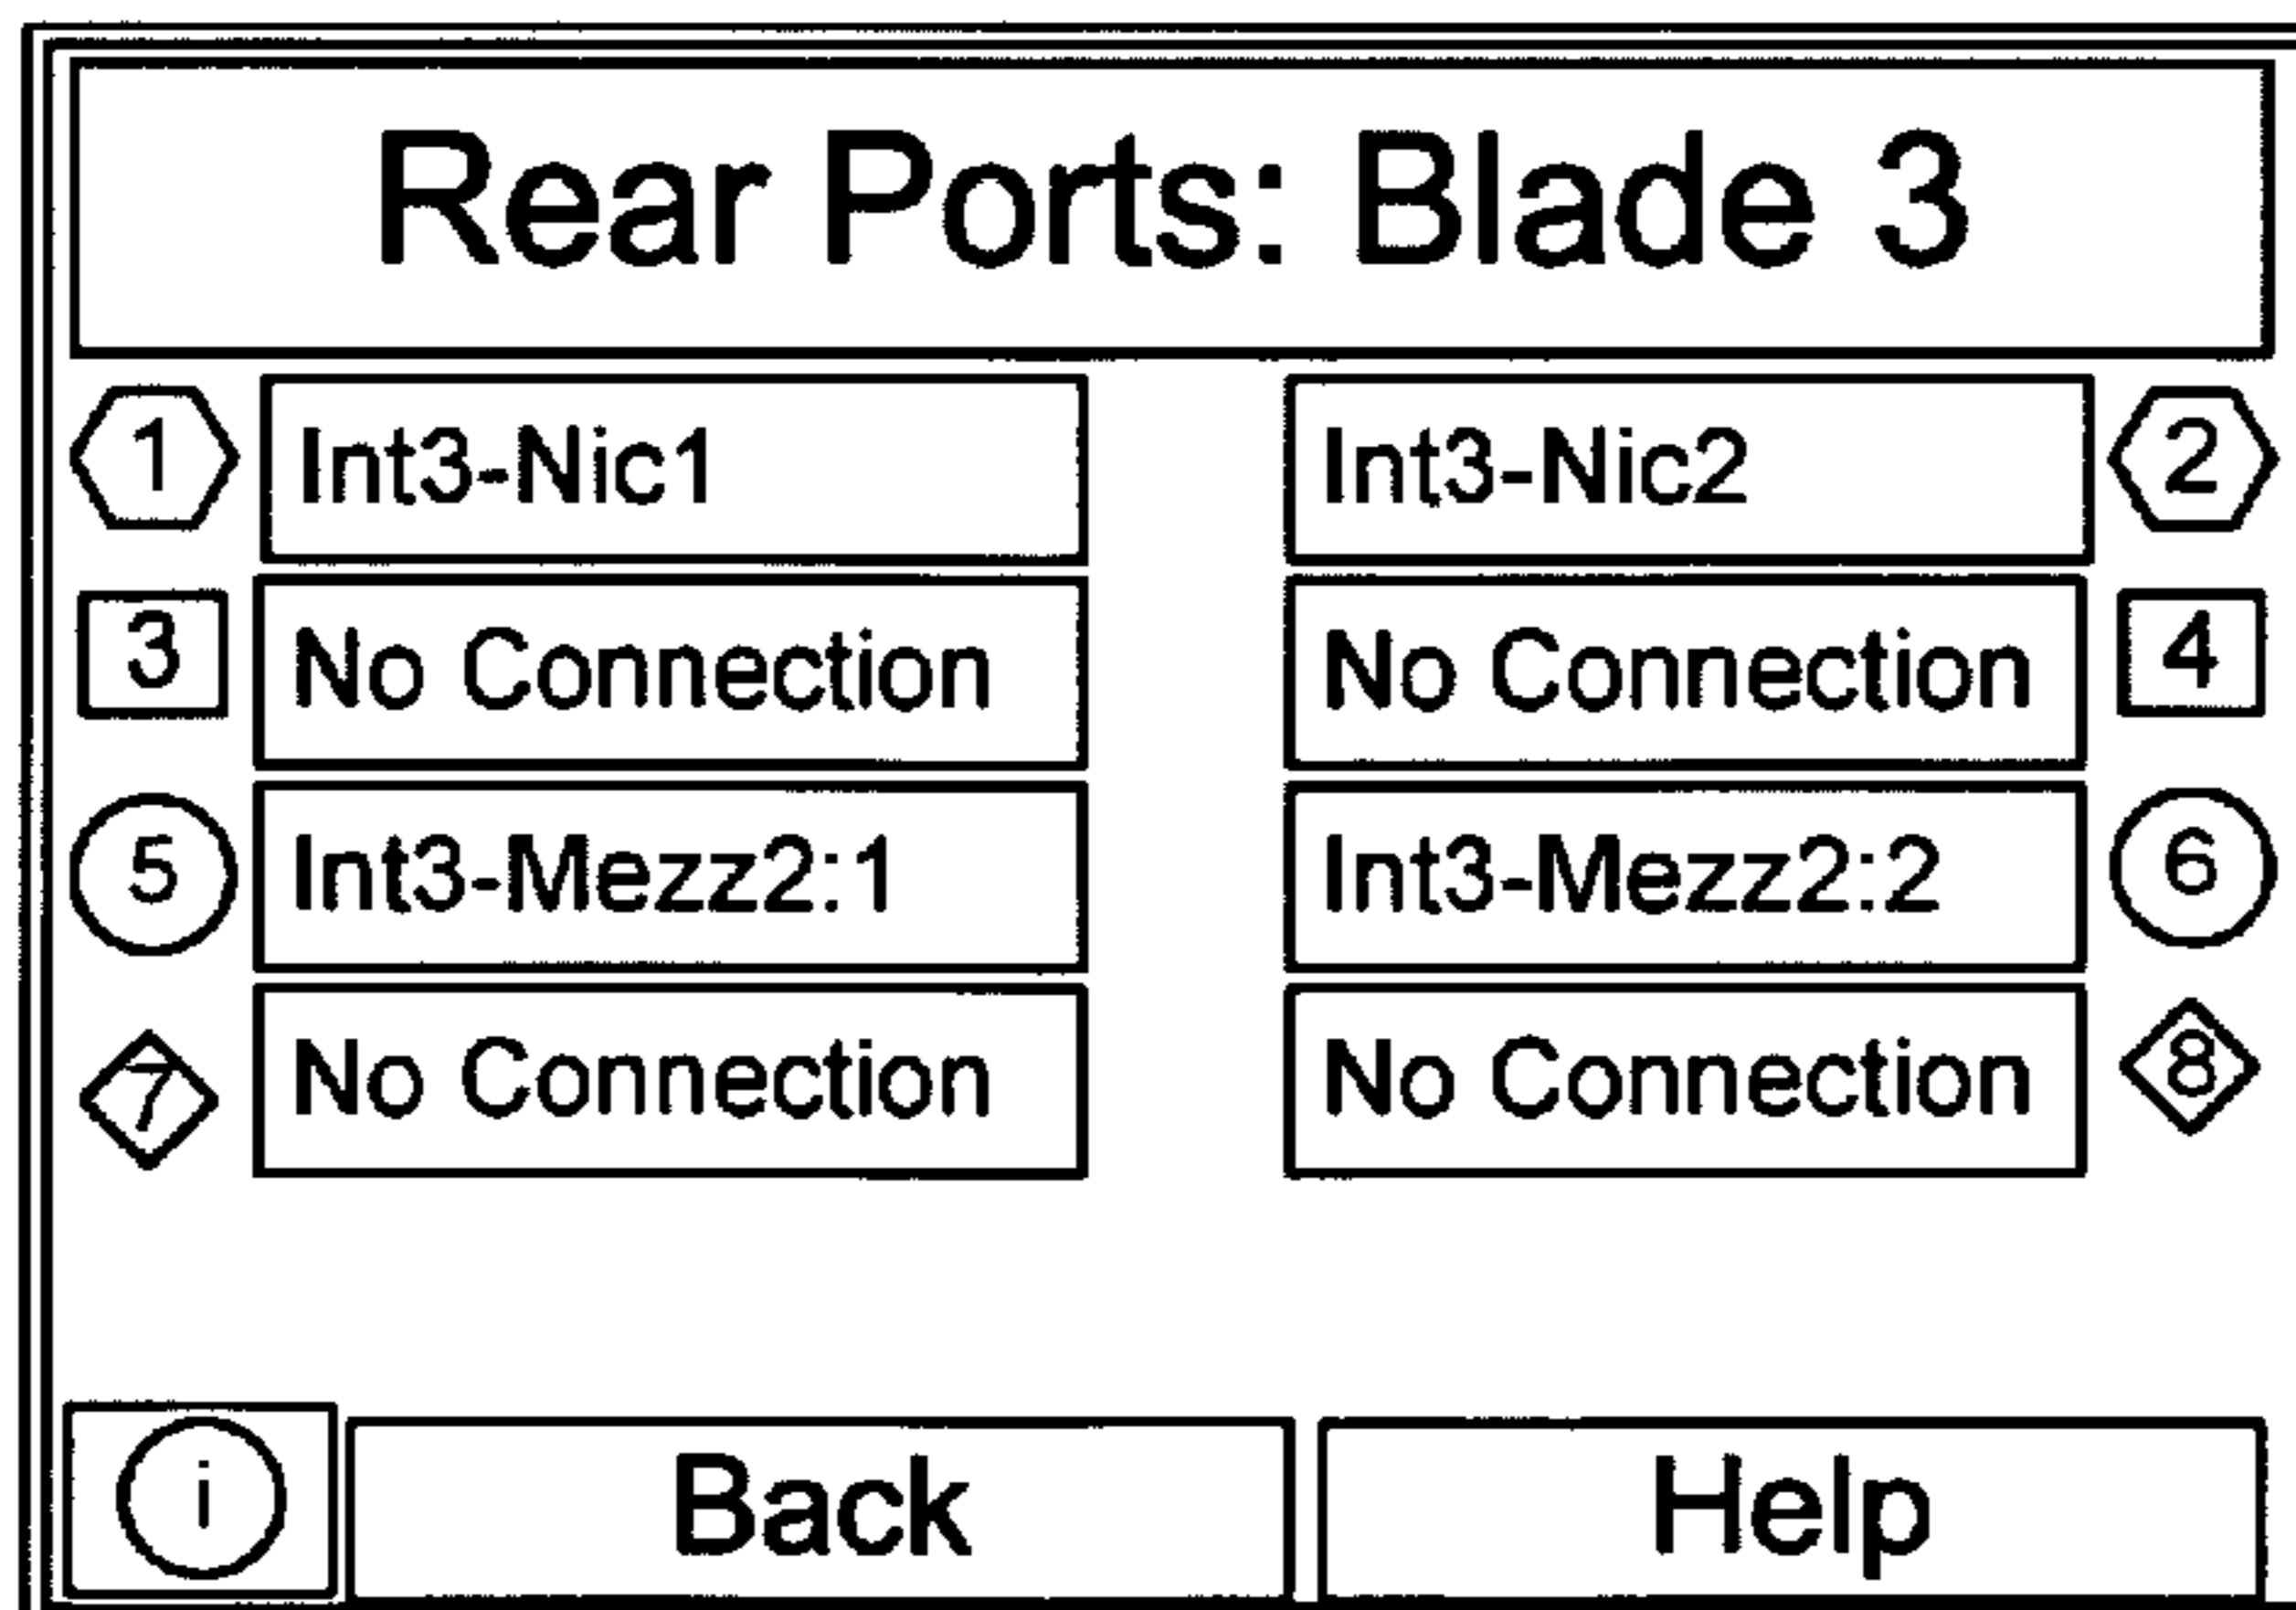 Rear Ports: Blade 3
1 Int3-Nic1 Int3-Nic2 2
3 No Connection No Connection 4
5 Int3-Mezz2:1 Int3-Mezz2:2 6
7 No Connection No Connection 8
i Back Help